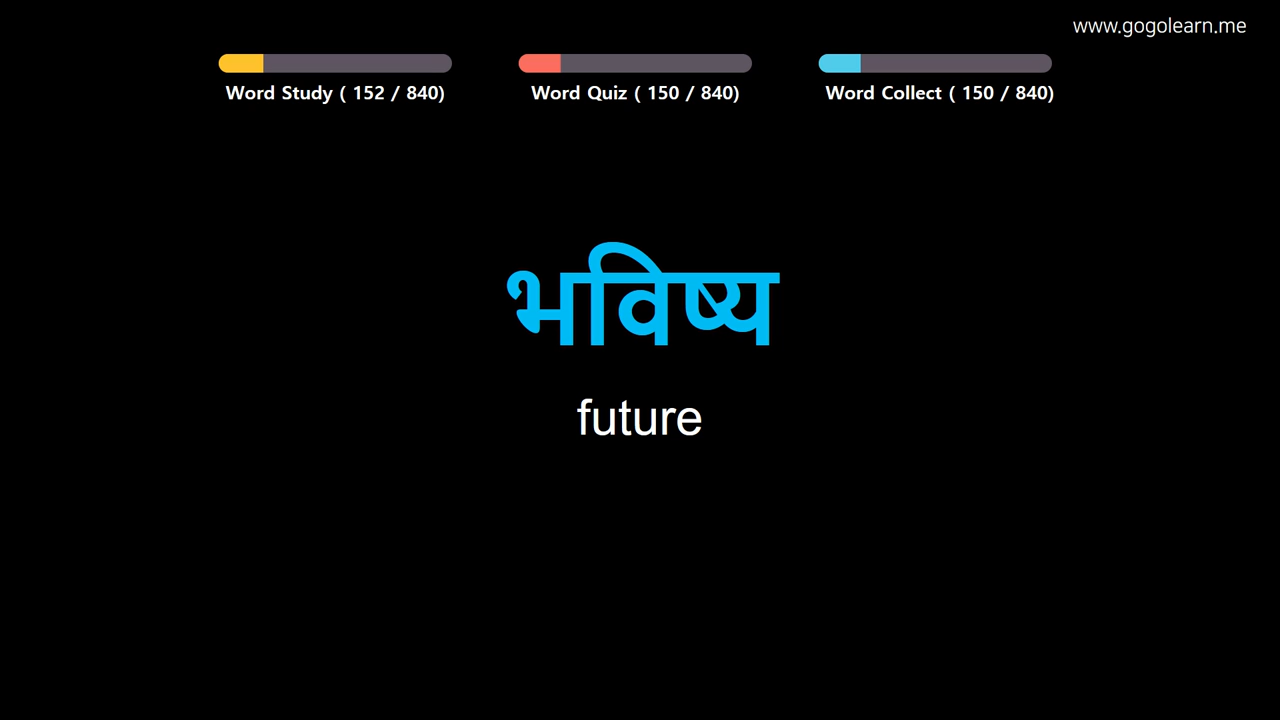 www.gogolearn.me
Word Study ( 152 / 840)
Word Quiz ( 150 / 840)
Word Collect ( 150 / 840)
भविष्य
future